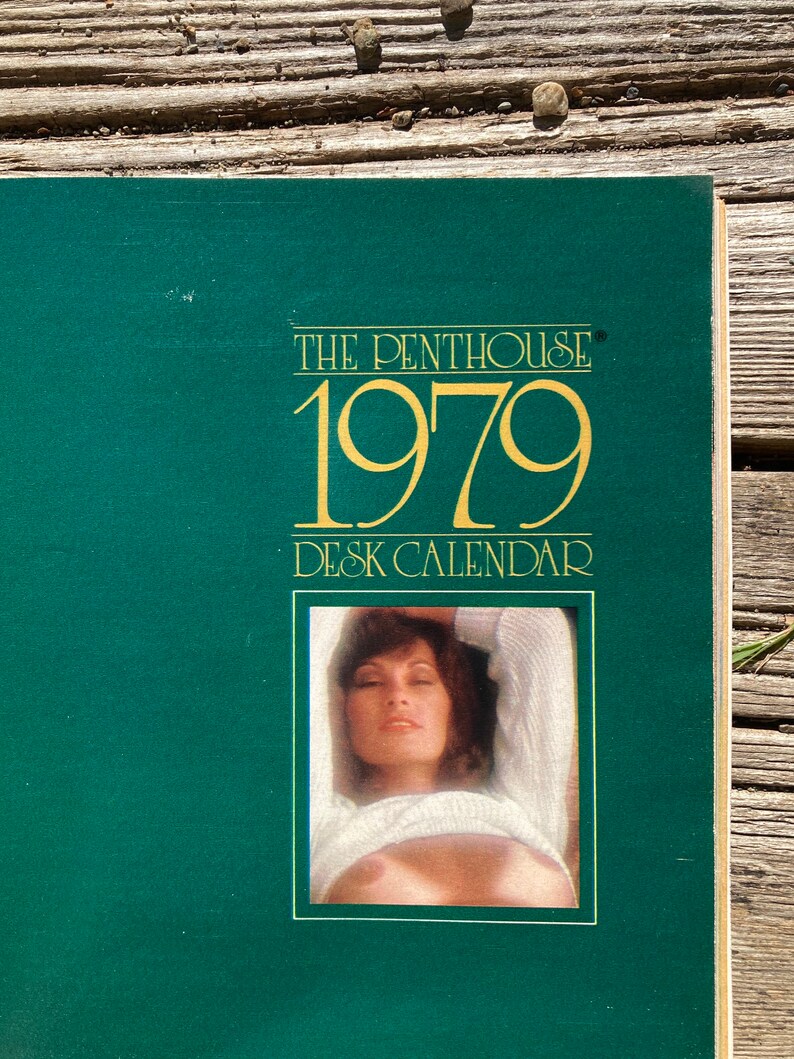 THE PENTHOUSE®
1979
DESK CALENDAR